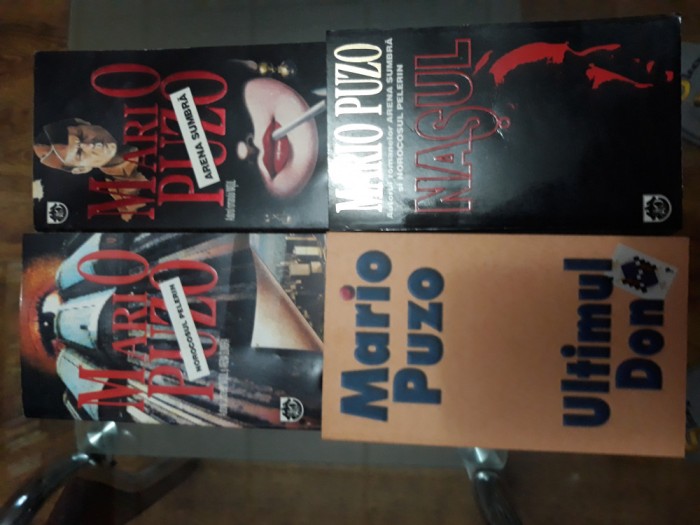 MARIO
PUZO
ARENA SUMBRĂ
MARIO PUZO
Autorul romanelor ARENA SUMBRĂ
si NOROCOSUL PELERIN
NAȘUL
MARIO
PUZO
NOROCOSUL PELERIN
Mario
Puzo
Ultimul
Don